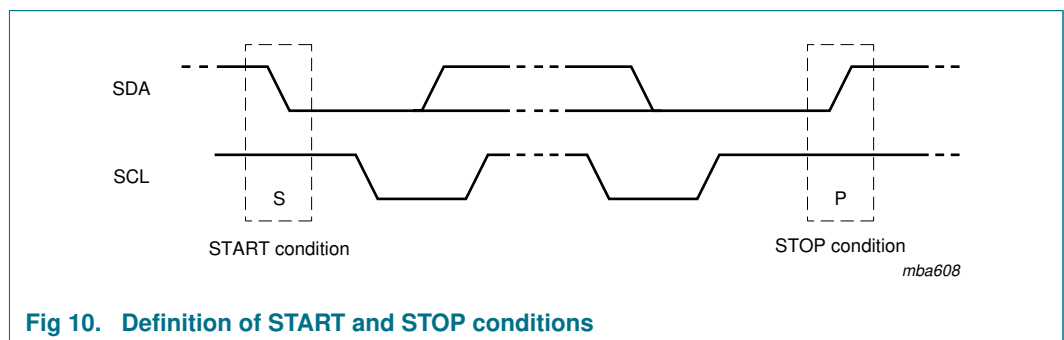 SDA
SCL
S
P
START condition
STOP condition
mba608
Fig 10. Definition of START and STOP conditions